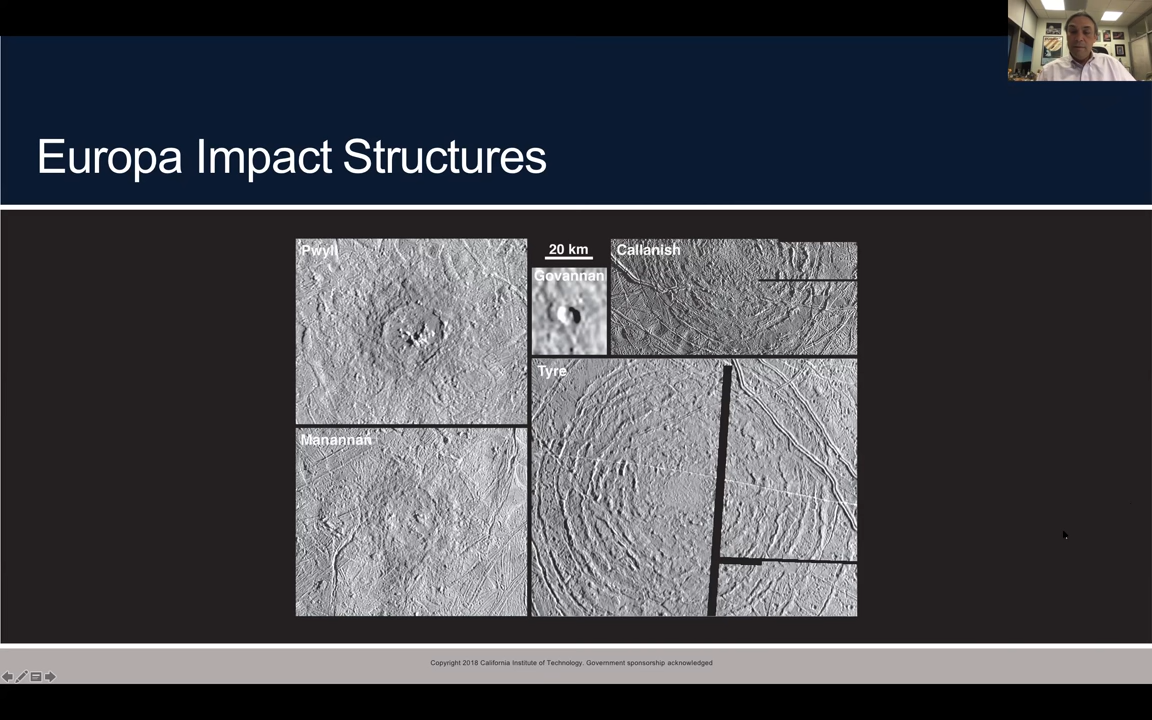 Europa Impact Structures
Pwyll
20 km
Govannan
Callanish
Tyre
Manannan
Copyright 2018 California Institute of Technology. Government sponsorship acknowledged